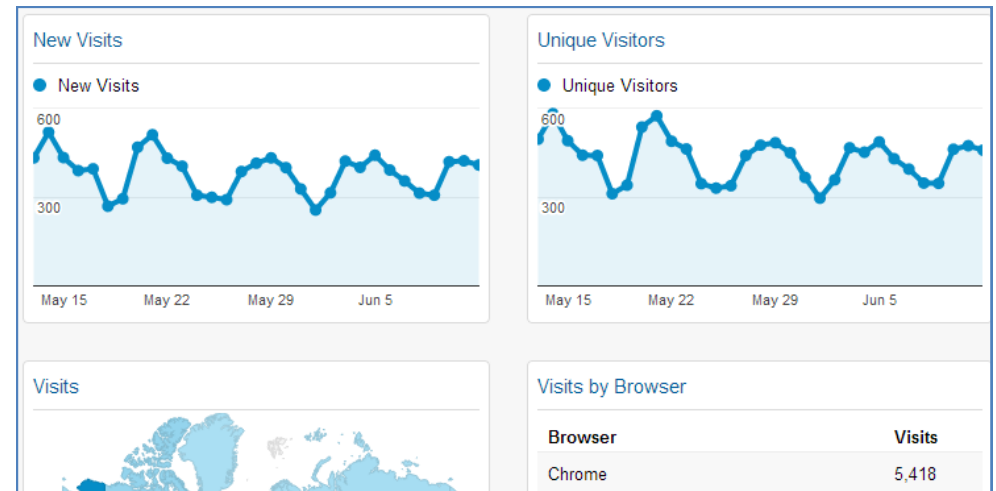 New Visits
New Visits
600
300
May 15 May 22 May 29 Jun 5
Unique Visitors
Unique Visitors
600
300
May 15 May 22 May 29 Jun 5
Visits
Visits by Browser
Browser Visits
Chrome 5,418